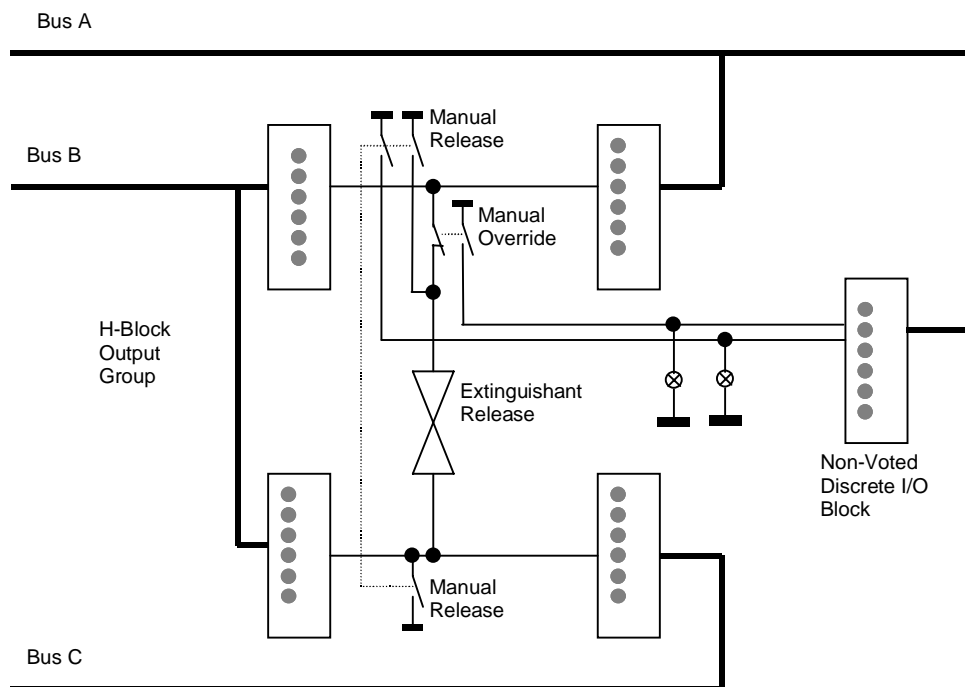 Bus A
Manual
Release
Bus B
Manual
Override
H-Block
Output
Group
Extinguishant
Release
Non-Voted
Discrete I/O
Block
Manual
Release
Bus C